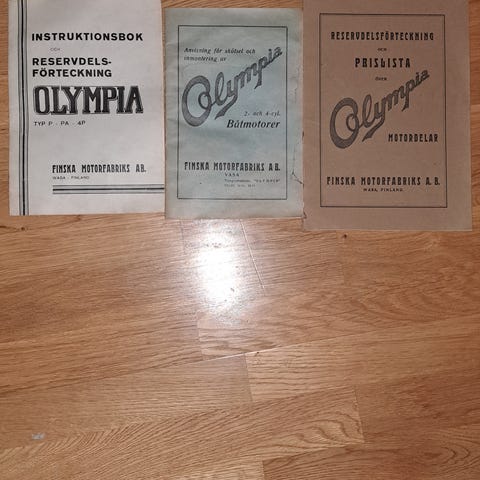 INSTRUKTIONSBOK
OCH
RESERVDELS-
FÖRTECKNING
OLYMPIA
TYP P - PA - 4P
FINSKA MOTORFABRIKS AB.
WASA - FINLAND
Anvisning för skötsel och
inmontering av
Olympia
2- och 4-cyl.
Båtmotorer
FINSKA MOTORFABRIKS A.B.
VASA
RESERVDELSFÖRTECKNING
OCH
PRISLISTA
ÖVER
Olympia
MOTORDELAR
FINSKA MOTORFABRIKS A.B.
WASA, FINLAND.